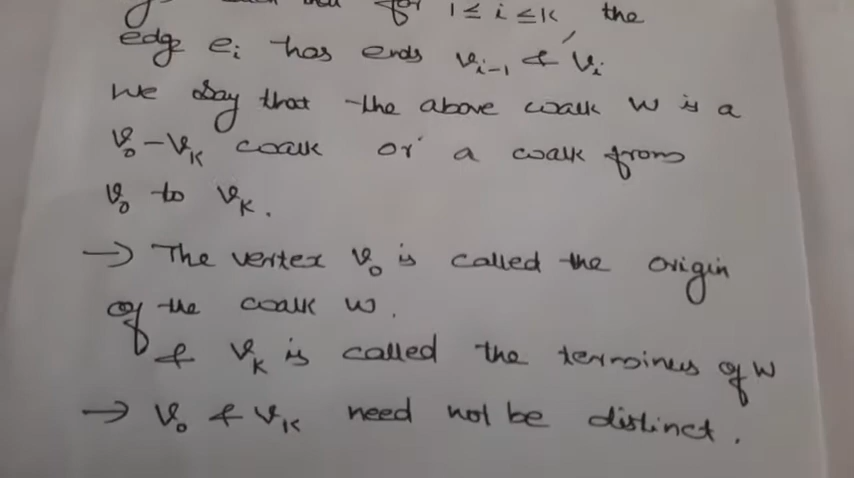 for 1 ≤ i ≤ k, the
edge eᵢ has ends vᵢ₋₁ & vᵢ
we say that the above walk W is a
v₀ – vₖ walk or a walk from
v₀ to vₖ.
→ The vertex v₀ is called the origin
of the walk W.
& vₖ is called the terminus of W
→ v₀ & vₖ need not be distinct.